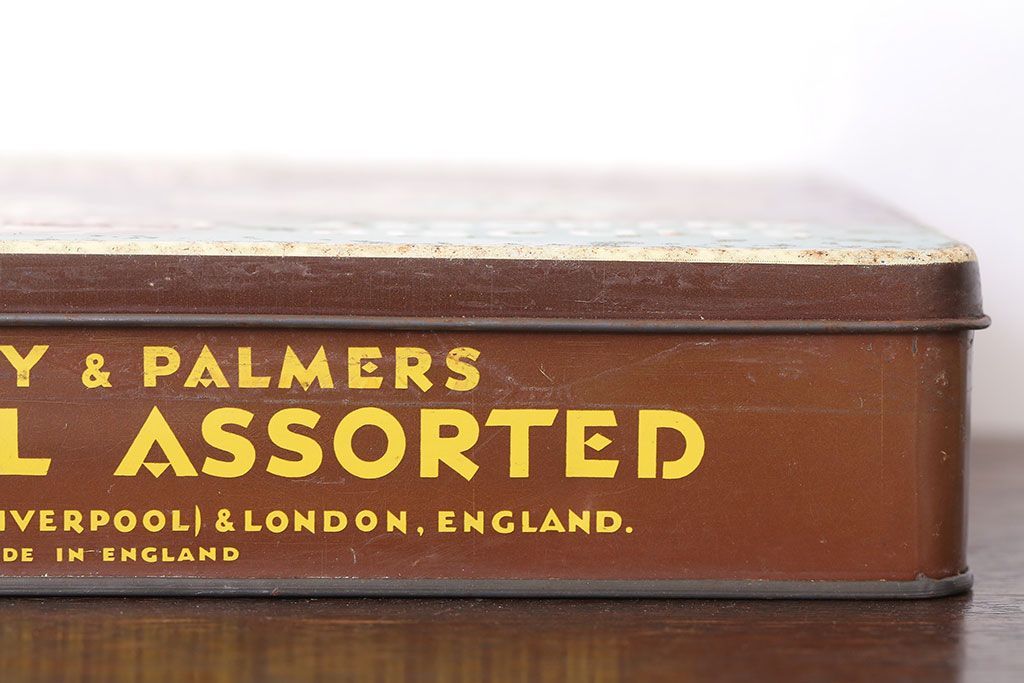 Y & PALMERS
L ASSORTED
IVERPOOL) & LONDON, ENGLAND.
DE IN ENGLAND